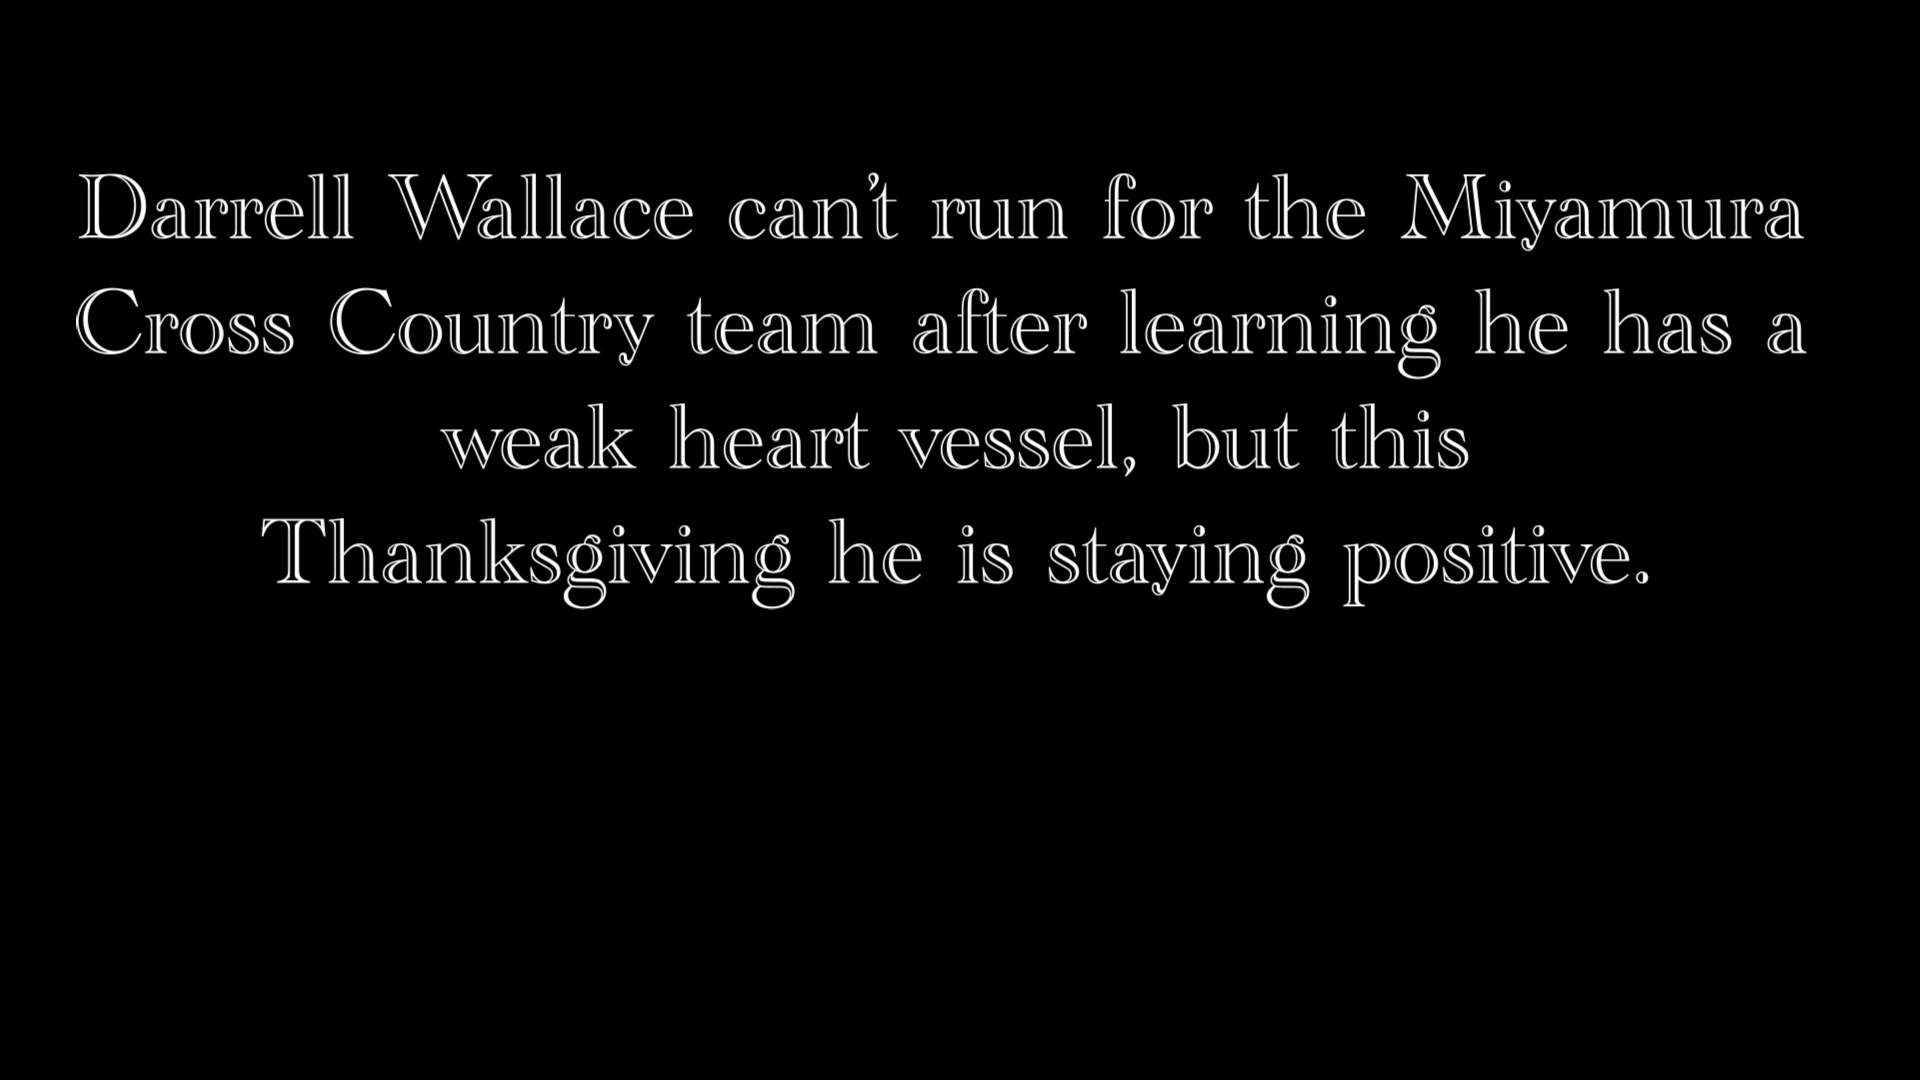 Darrell Wallace can’t run for the Miyamura
Cross Country team after learning he has a
weak heart vessel, but this
Thanksgiving he is staying positive.